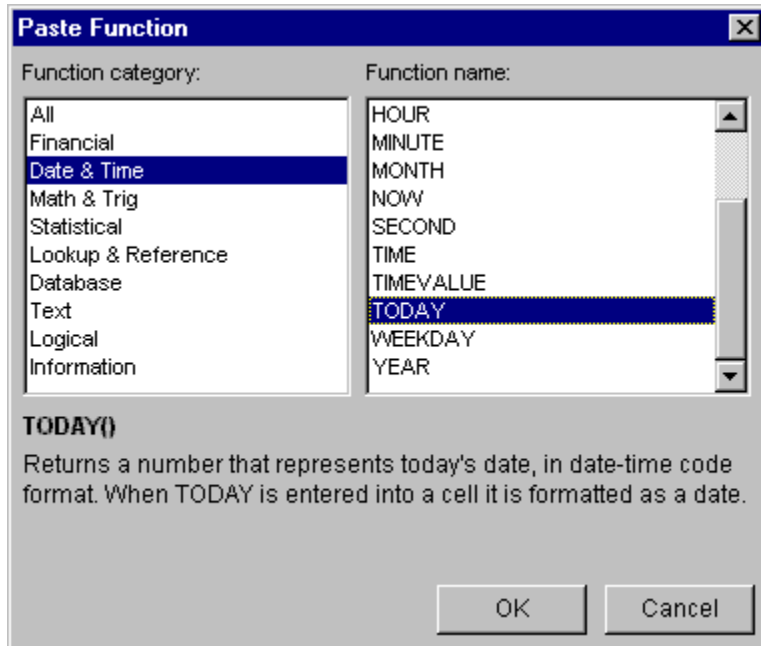 Paste Function
Function category:
Function name:
All
Financial
Date & Time
Math & Trig
Statistical
Lookup & Reference
Database
Text
Logical
Information
HOUR
MINUTE
MONTH
NOW
SECOND
TIME
TIMEVALUE
TODAY
WEEKDAY
YEAR
TODAY()
Returns a number that represents today's date, in date-time code
format. When TODAY is entered into a cell it is formatted as a date.
OK
Cancel